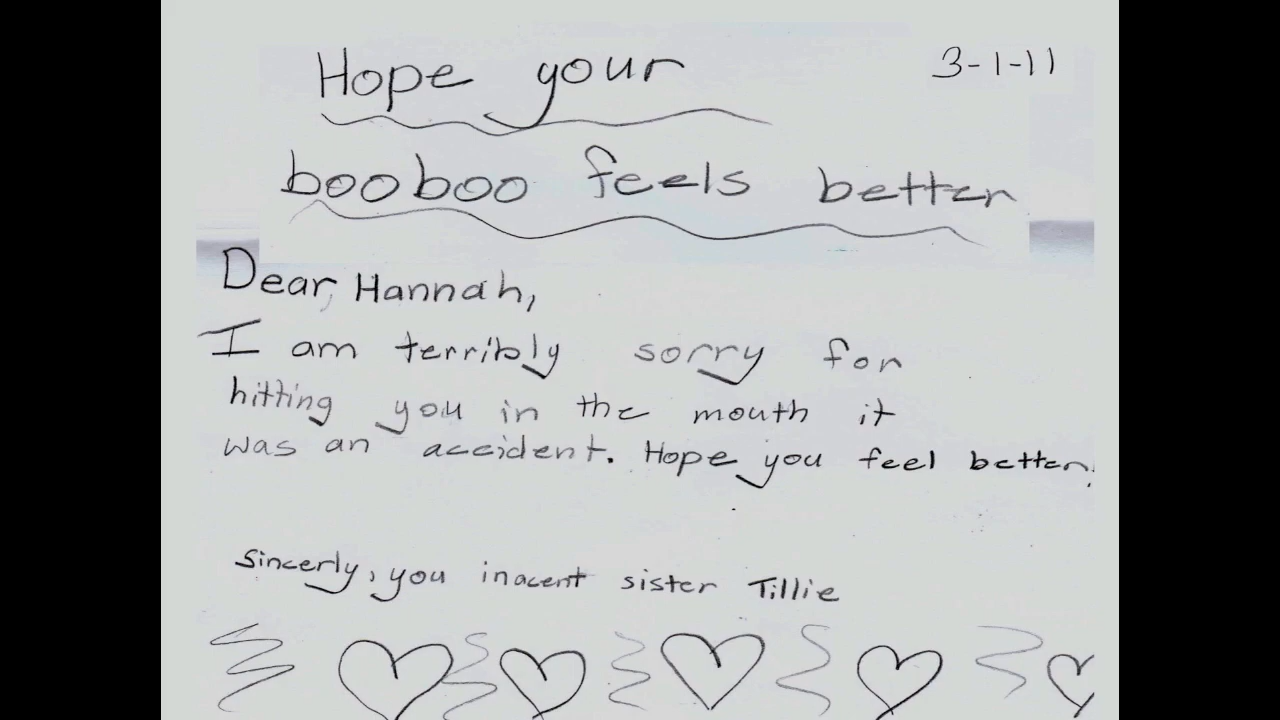 Hope your
3-1-11
booboo feels better
Dear, Hannah,
I am terribly sorry for
hitting you in the mouth it
was an accident. Hope you feel better!
Sincerly, you inocent sister Tillie